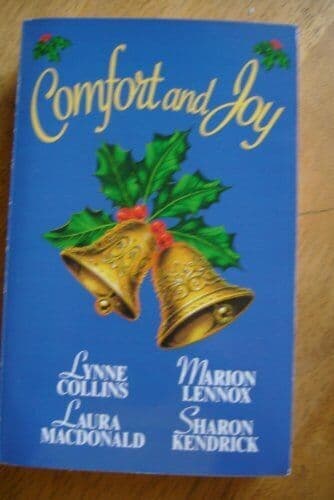 Comfort and Joy
LYNNE
COLLINS
MARION
LENNOX
LAURA
MACDONALD
SHARON
KENDRICK